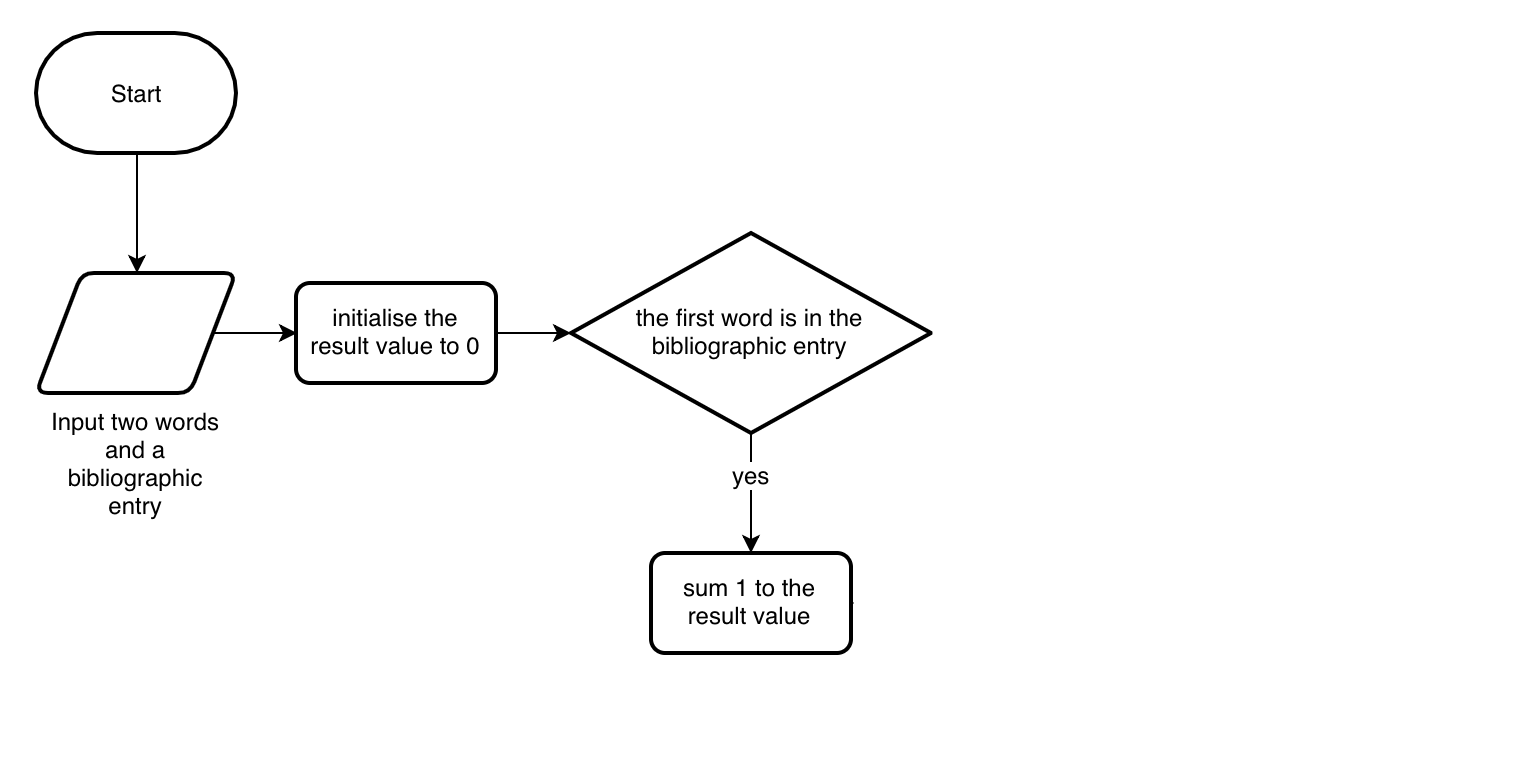 Start
Input two words
and a
bibliographic
entry
initialise the
result value to 0
the first word is in the
bibliographic entry
yes
sum 1 to the
result value